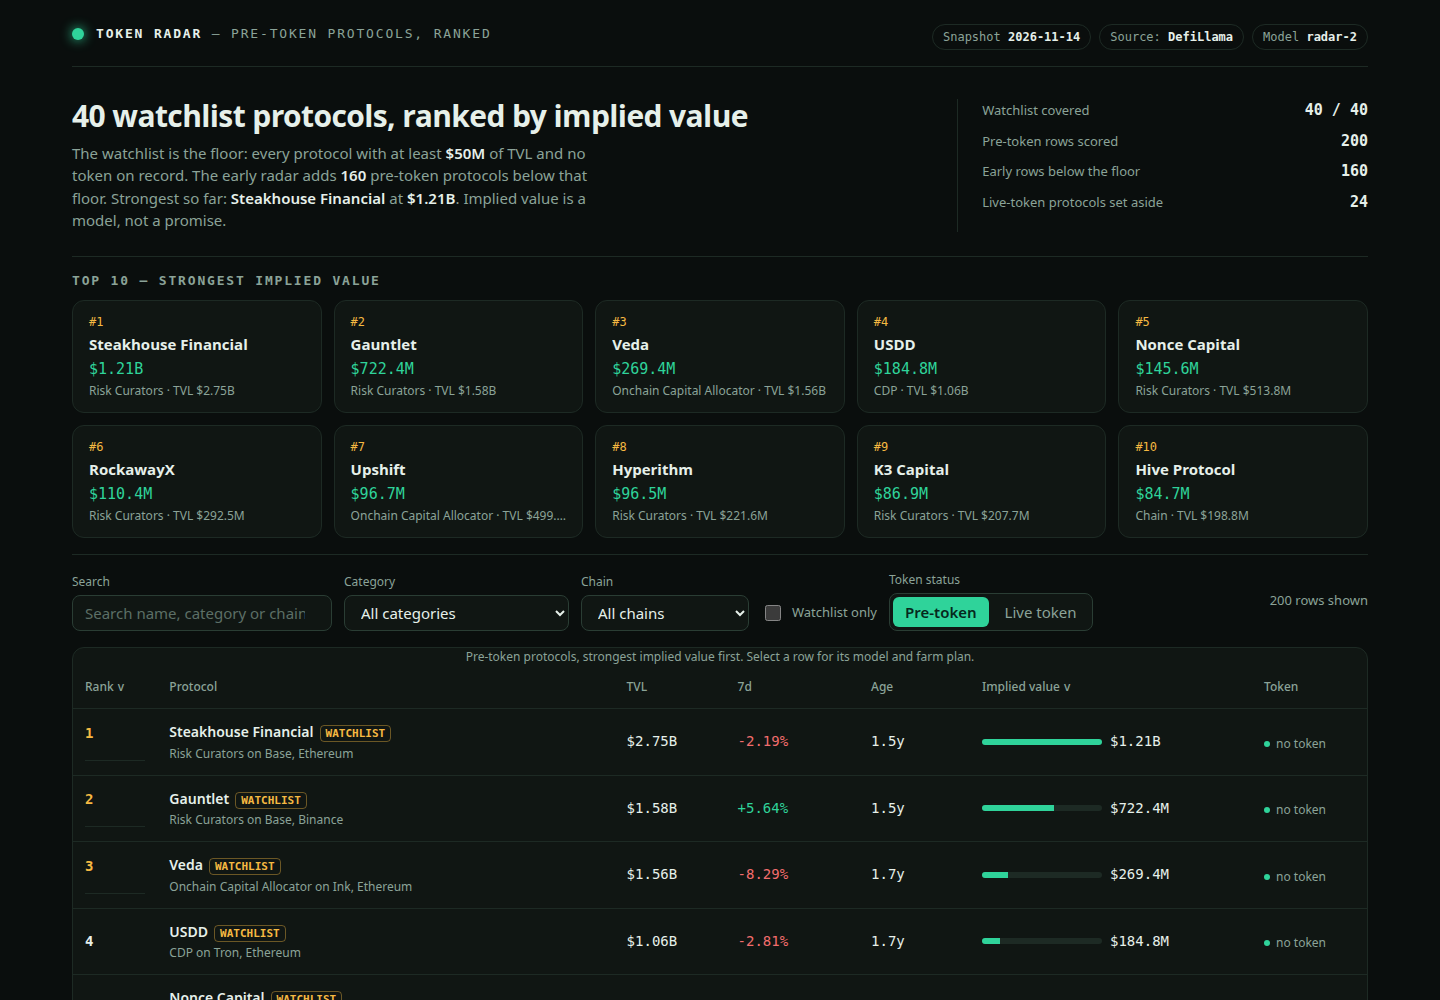 TOKEN RADAR — PRE-TOKEN PROTOCOLS, RANKED
Snapshot 2026-11-14
Source: DefiLlama
Model radar-2
40 watchlist protocols, ranked by implied value
The watchlist is the floor: every protocol with at least $50M of TVL and no
token on record. The early radar adds 160 pre-token protocols below that
floor. Strongest so far: Steakhouse Financial at $1.21B. Implied value is a
model, not a promise.
Watchlist covered 40 / 40
Pre-token rows scored 200
Early rows below the floor 160
Live-token protocols set aside 24
TOP 10 — STRONGEST IMPLIED VALUE
#1
Steakhouse Financial
$1.21B
Risk Curators · TVL $2.75B
#2
Gauntlet
$722.4M
Risk Curators · TVL $1.58B
#3
Veda
$269.4M
Onchain Capital Allocator · TVL $1.56B
#4
USDD
$184.8M
CDP · TVL $1.06B
#5
Nonce Capital
$145.6M
Risk Curators · TVL $513.8M
#6
RockawayX
$110.4M
Risk Curators · TVL $292.5M
#7
Upshift
$96.7M
Onchain Capital Allocator · TVL $499....
#8
Hyperithm
$96.5M
Risk Curators · TVL $221.6M
#9
K3 Capital
$86.9M
Risk Curators · TVL $207.7M
#10
Hive Protocol
$84.7M
Chain · TVL $198.8M
Search
Search name, category or chain
Category
All categories
Chain
All chains
Watchlist only
Token status
Pre-token Live token
200 rows shown
Pre-token protocols, strongest implied value first. Select a row for its model and farm plan.
Rank v Protocol TVL 7d Age Implied value v Token
1 Steakhouse Financial WATCHLIST $2.75B -2.19% 1.5y $1.21B no token
Risk Curators on Base, Ethereum
2 Gauntlet WATCHLIST $1.58B +5.64% 1.5y $722.4M no token
Risk Curators on Base, Binance
3 Veda WATCHLIST $1.56B -8.29% 1.7y $269.4M no token
Onchain Capital Allocator on Ink, Ethereum
4 USDD WATCHLIST $1.06B -2.81% 1.7y $184.8M no token
CDP on Tron, Ethereum
Nonce Capital WATCHLIST